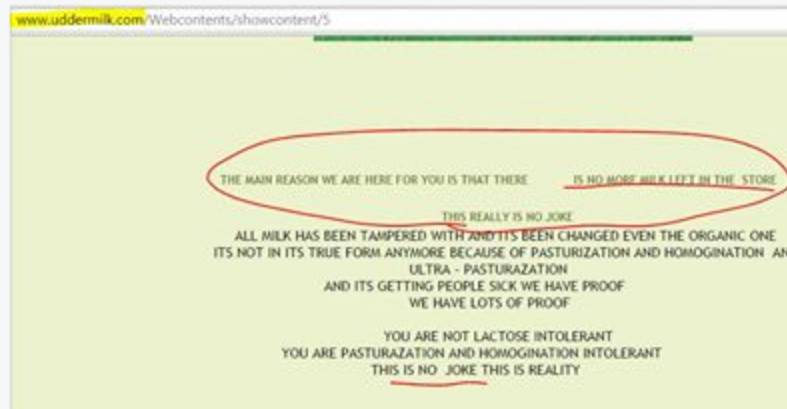 www.uddermilk.com/Webcontents/showcontent/5
THE MAIN REASON WE ARE HERE FOR YOU IS THAT THERE IS NO MORE MILK LEFT IN THE STORE
THIS REALLY IS NO JOKE
ALL MILK HAS BEEN TAMPERED WITH AND ITS BEEN CHANGED EVEN THE ORGANIC ONE
ITS NOT IN ITS TRUE FORM ANYMORE BECAUSE OF PASTURIZATION AND HOMOGINATION
ULTRA - PASTURAZATION
AND ITS GETTING PEOPLE SICK WE HAVE PROOF
WE HAVE LOTS OF PROOF
YOU ARE NOT LACTOSE INTOLERANT
YOU ARE PASTURAZATION AND HOMOGINATION INTOLERANT
THIS IS NO JOKE THIS IS REALITY